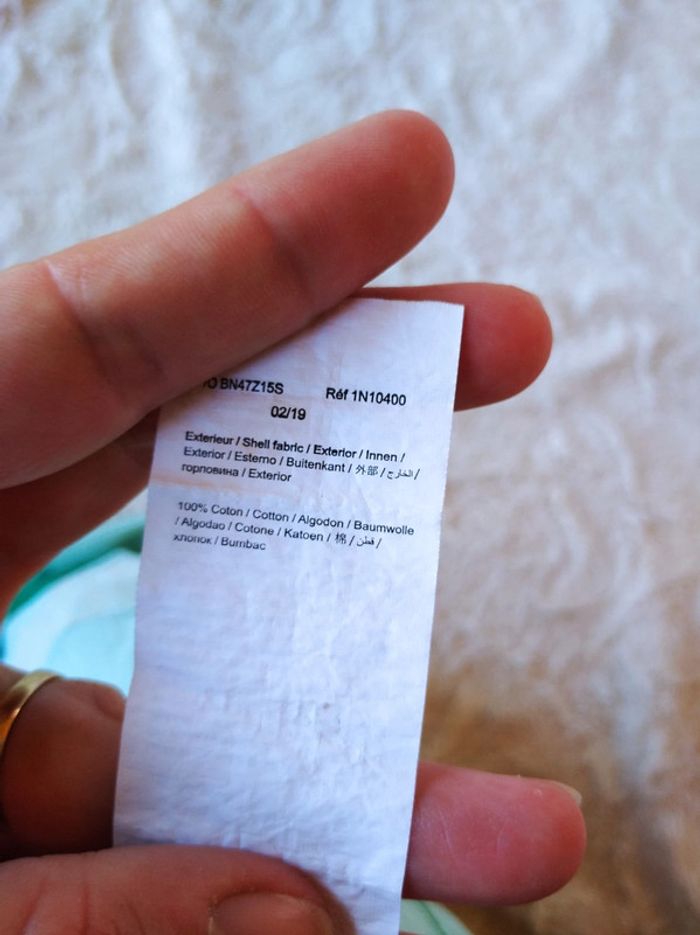 BN47Z15S Réf 1N10400
02/19
Exterieur / Shell fabric / Exterior / Innen /
Exterior / Esterno / Buitenkant / 外部 / الخارج /
горловина / Exterior
100% Coton / Cotton / Algodon / Baumwolle
/ Algodao / Cotone / Katoen / 棉 / قطن /
хлопок / Bumbac